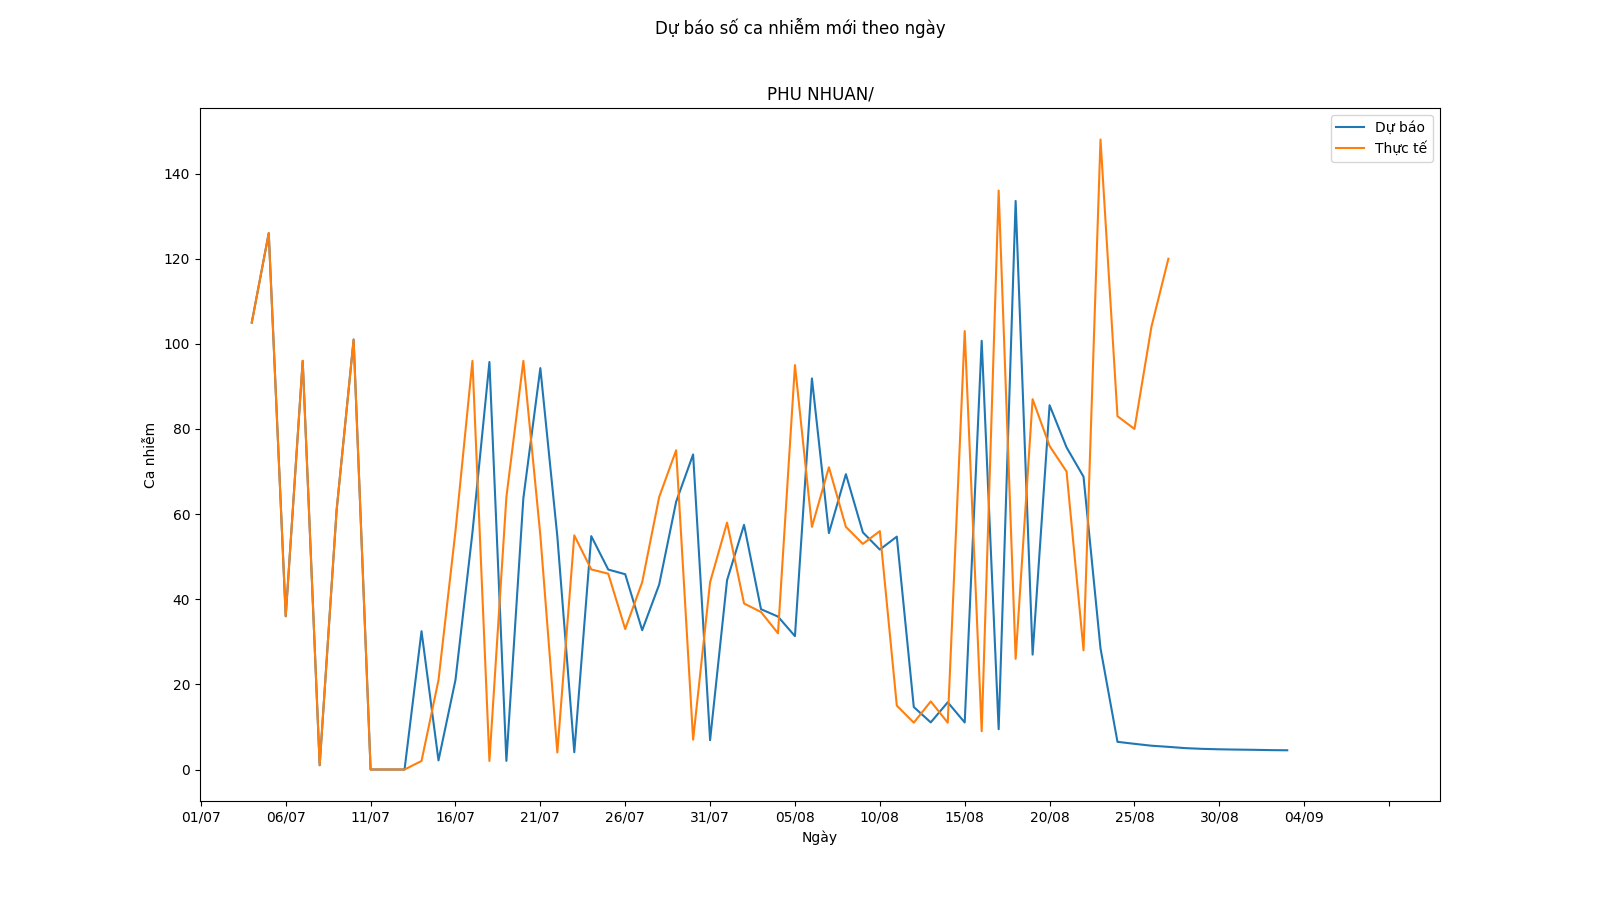 Dự báo số ca nhiễm mới theo ngày
PHU NHUAN/
Dự báo
Thực tế
140
120
100
80
60
40
20
0
Ca nhiễm
01/07 06/07 11/07 16/07 21/07 26/07 31/07 05/08 10/08 15/08 20/08 25/08 30/08 04/09
Ngày